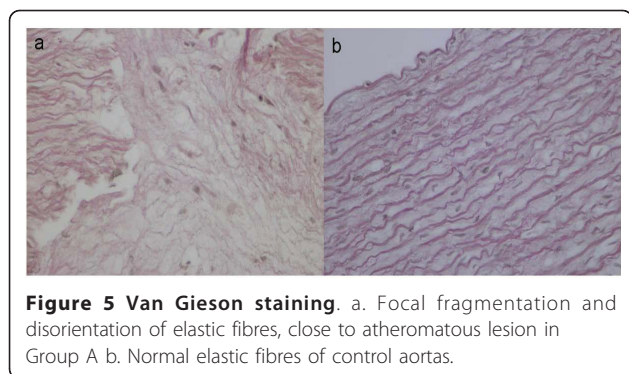 a
b
Figure 5 Van Gieson staining. a. Focal fragmentation and
disorientation of elastic fibres, close to atheromatous lesion in
Group A b. Normal elastic fibres of control aortas.